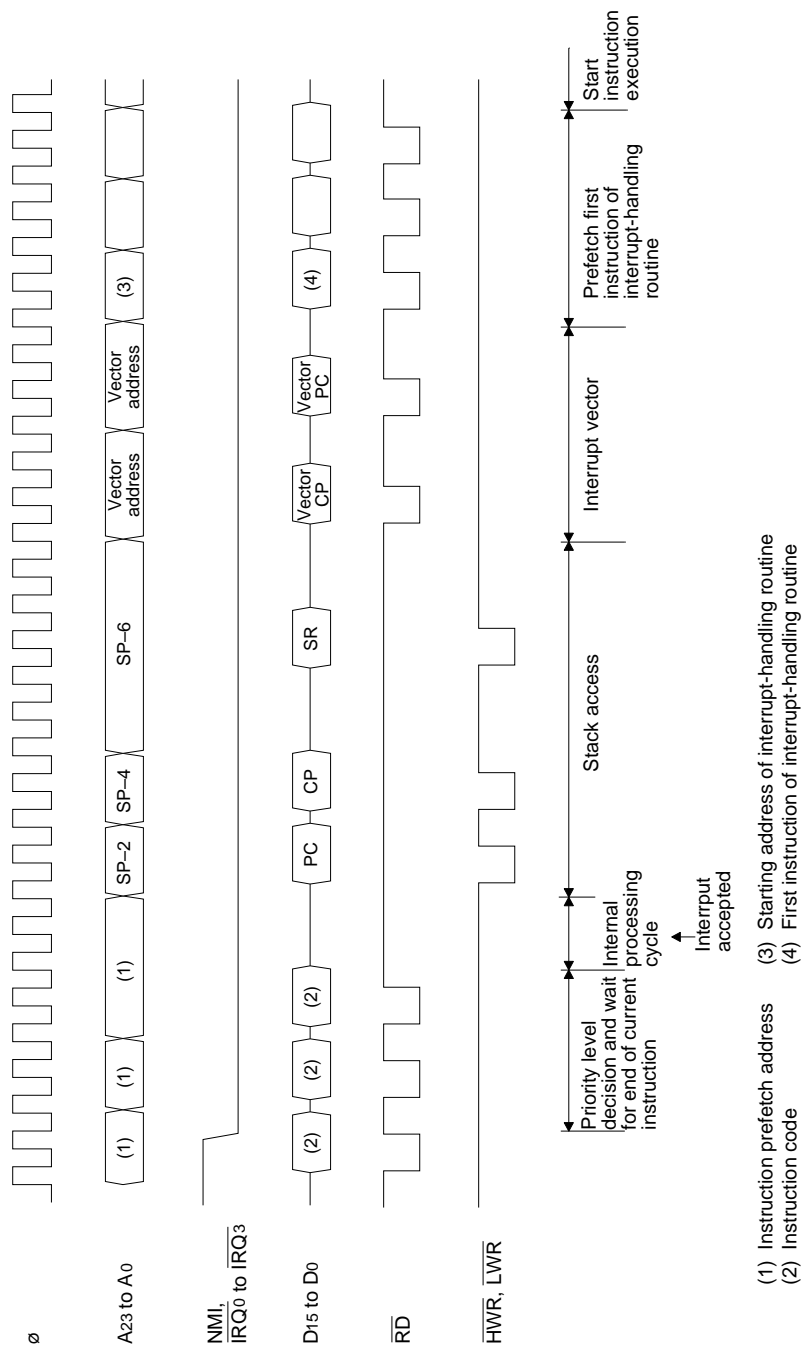 ø
A23 to A0
(1)
(1)
(1)
SP–2
SP–4
SP–6
Vector
address
Vector
address
(3)
NMI,
IRQ0 to IRQ3
D15 to D0
(2)
(2)
(2)
PC
CP
SR
Vector
CP
Vector
PC
(4)
RD
HWR, LWR
Priority level
decision and wait
for end of current
instruction
Internal
processing
cycle
Interrput
accepted
Stack access
Interrupt vector
Prefetch first
instruction of
interrupt-handling
routine
Start
instruction
execution
(1) Instruction prefetch address
(2) Instruction code
(3) Starting address of interrupt-handling routine
(4) First instruction of interrupt-handling routine